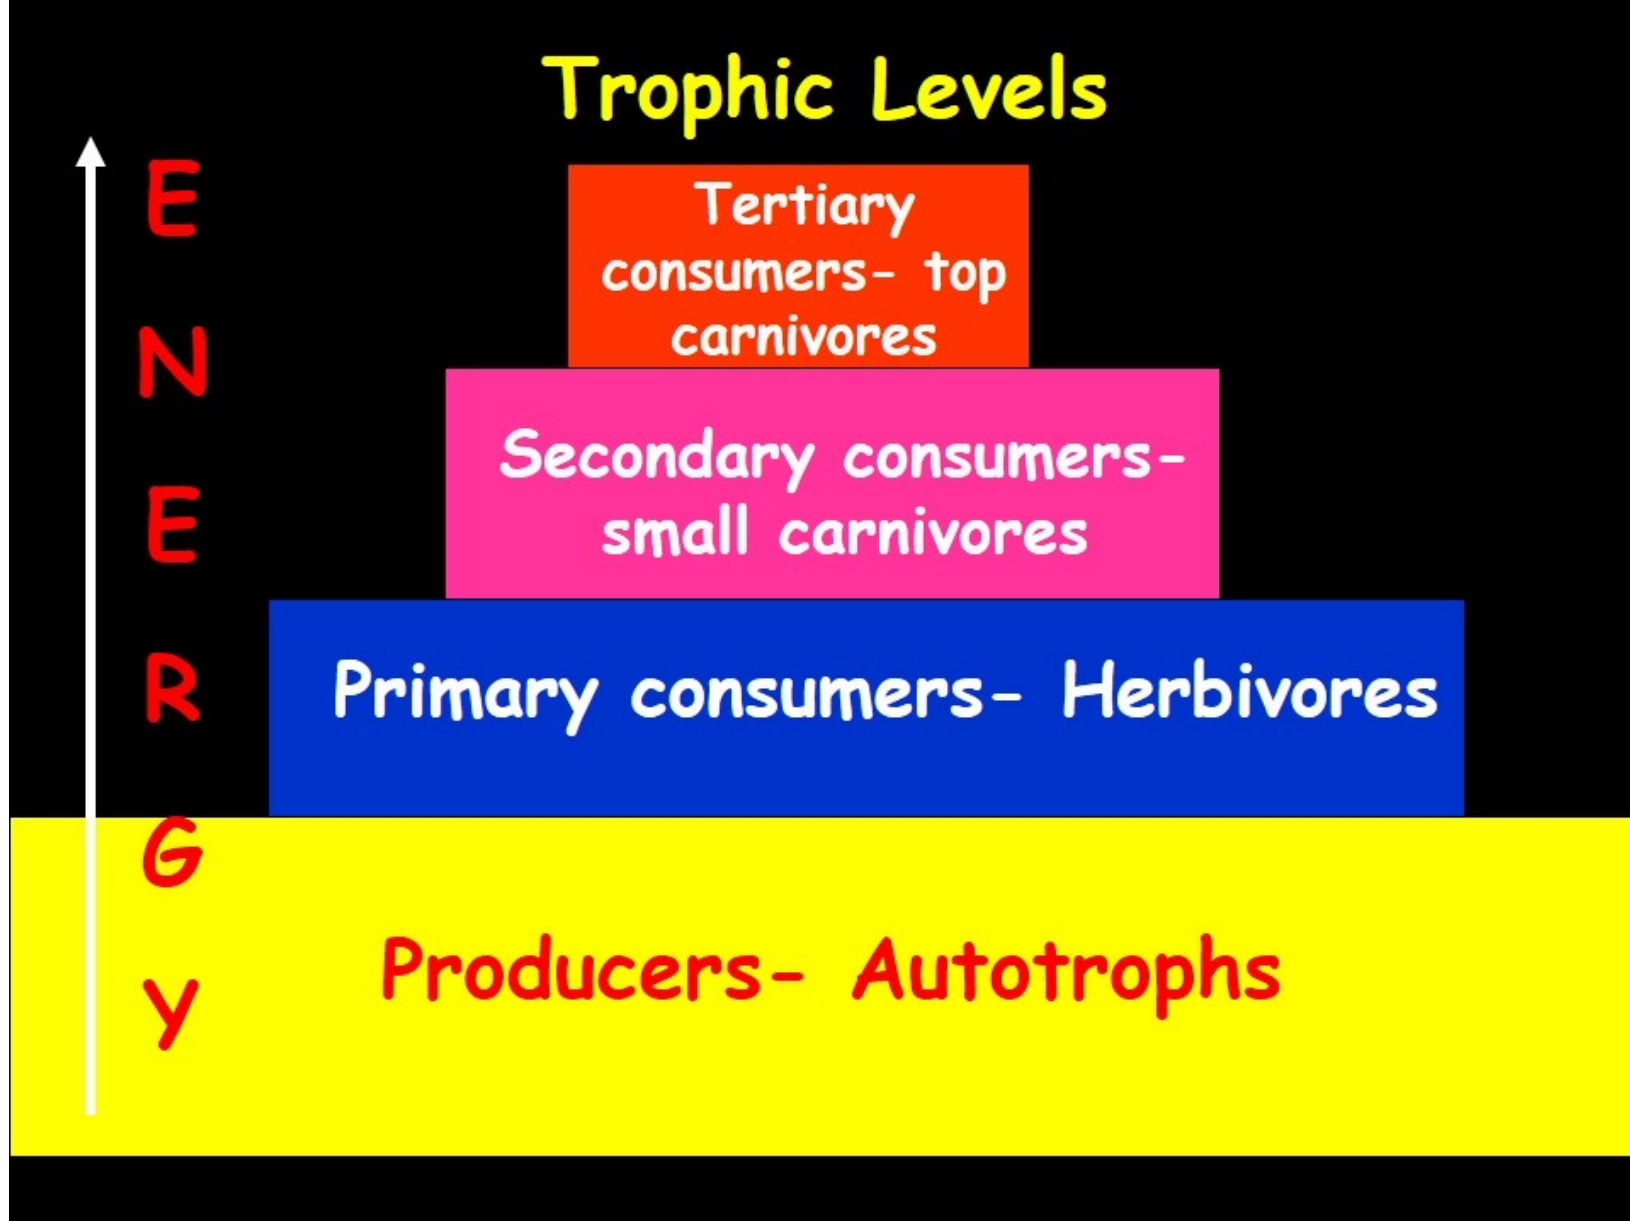 Trophic Levels
E
N
E
R
G
Y
Tertiary
consumers- top
carnivores
Secondary consumers-
small carnivores
Primary consumers- Herbivores
Producers- Autotrophs